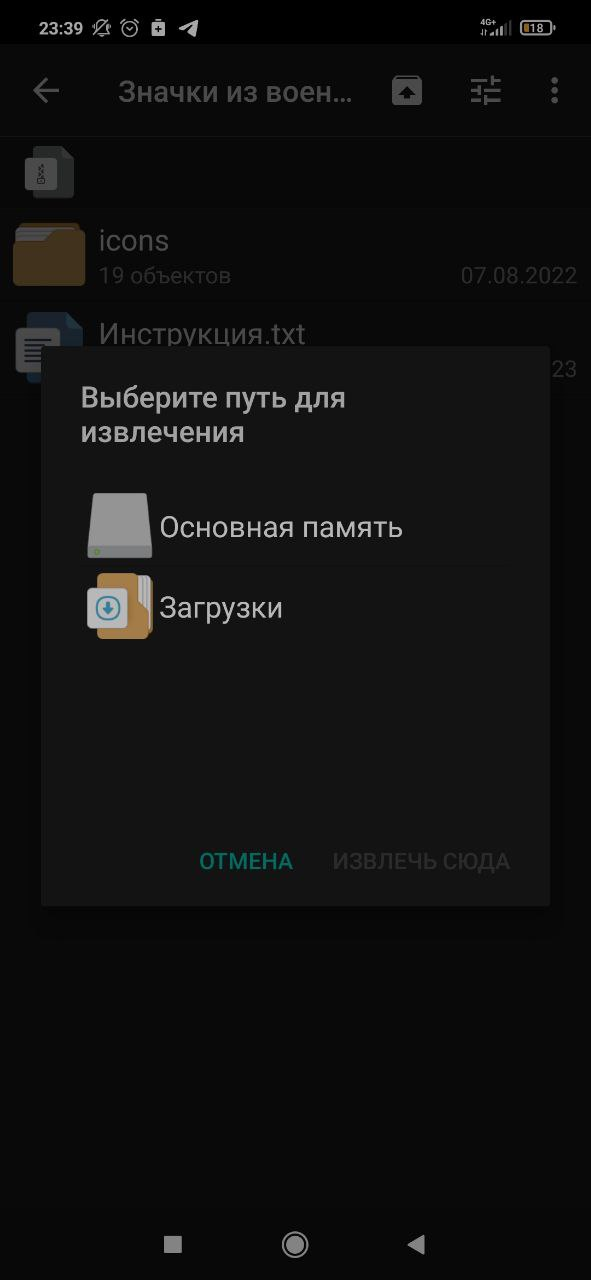 23:39 4G+ 18
Значки из воен...
icons
19 объектов 07.08.2022
Инструкция.txt
23
Выберите путь для
извлечения
Основная память
Загрузки
ОТМЕНА ИЗВЛЕЧЬ СЮДА